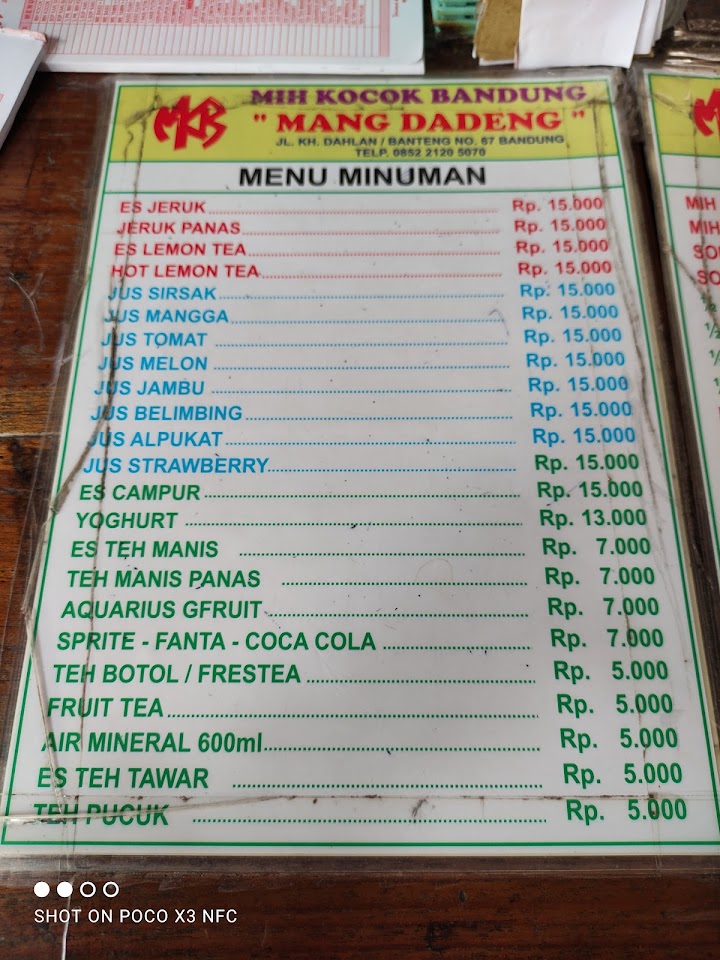 MKB
MIH KOCOK BANDUNG
" MANG DADENG "
JL. KH. DAHLAN / BANTENG NO. 67 BANDUNG
TELP. 0852 2120 5070
MENU MINUMAN
ES JERUK Rp. 15.000
JERUK PANAS Rp. 15.000
ES LEMON TEA Rp. 15.000
HOT LEMON TEA Rp. 15.000
JUS SIRSAK Rp. 15.000
JUS MANGGA Rp. 15.000
JUS TOMAT Rp. 15.000
JUS MELON Rp. 15.000
JUS JAMBU Rp. 15.000
JUS BELIMBING Rp. 15.000
JUS ALPUKAT Rp. 15.000
JUS STRAWBERRY Rp. 15.000
ES CAMPUR Rp. 15.000
YOGHURT Rp. 13.000
ES TEH MANIS Rp. 7.000
TEH MANIS PANAS Rp. 7.000
AQUARIUS GFRUIT Rp. 7.000
SPRITE - FANTA - COCA COLA Rp. 7.000
TEH BOTOL / FRESTEA Rp. 5.000
FRUIT TEA Rp. 5.000
AIR MINERAL 600ml Rp. 5.000
ES TEH TAWAR Rp. 5.000
TEH PUCUK Rp. 5.000
MIH
MIH
SHOT ON POCO X3 NFC